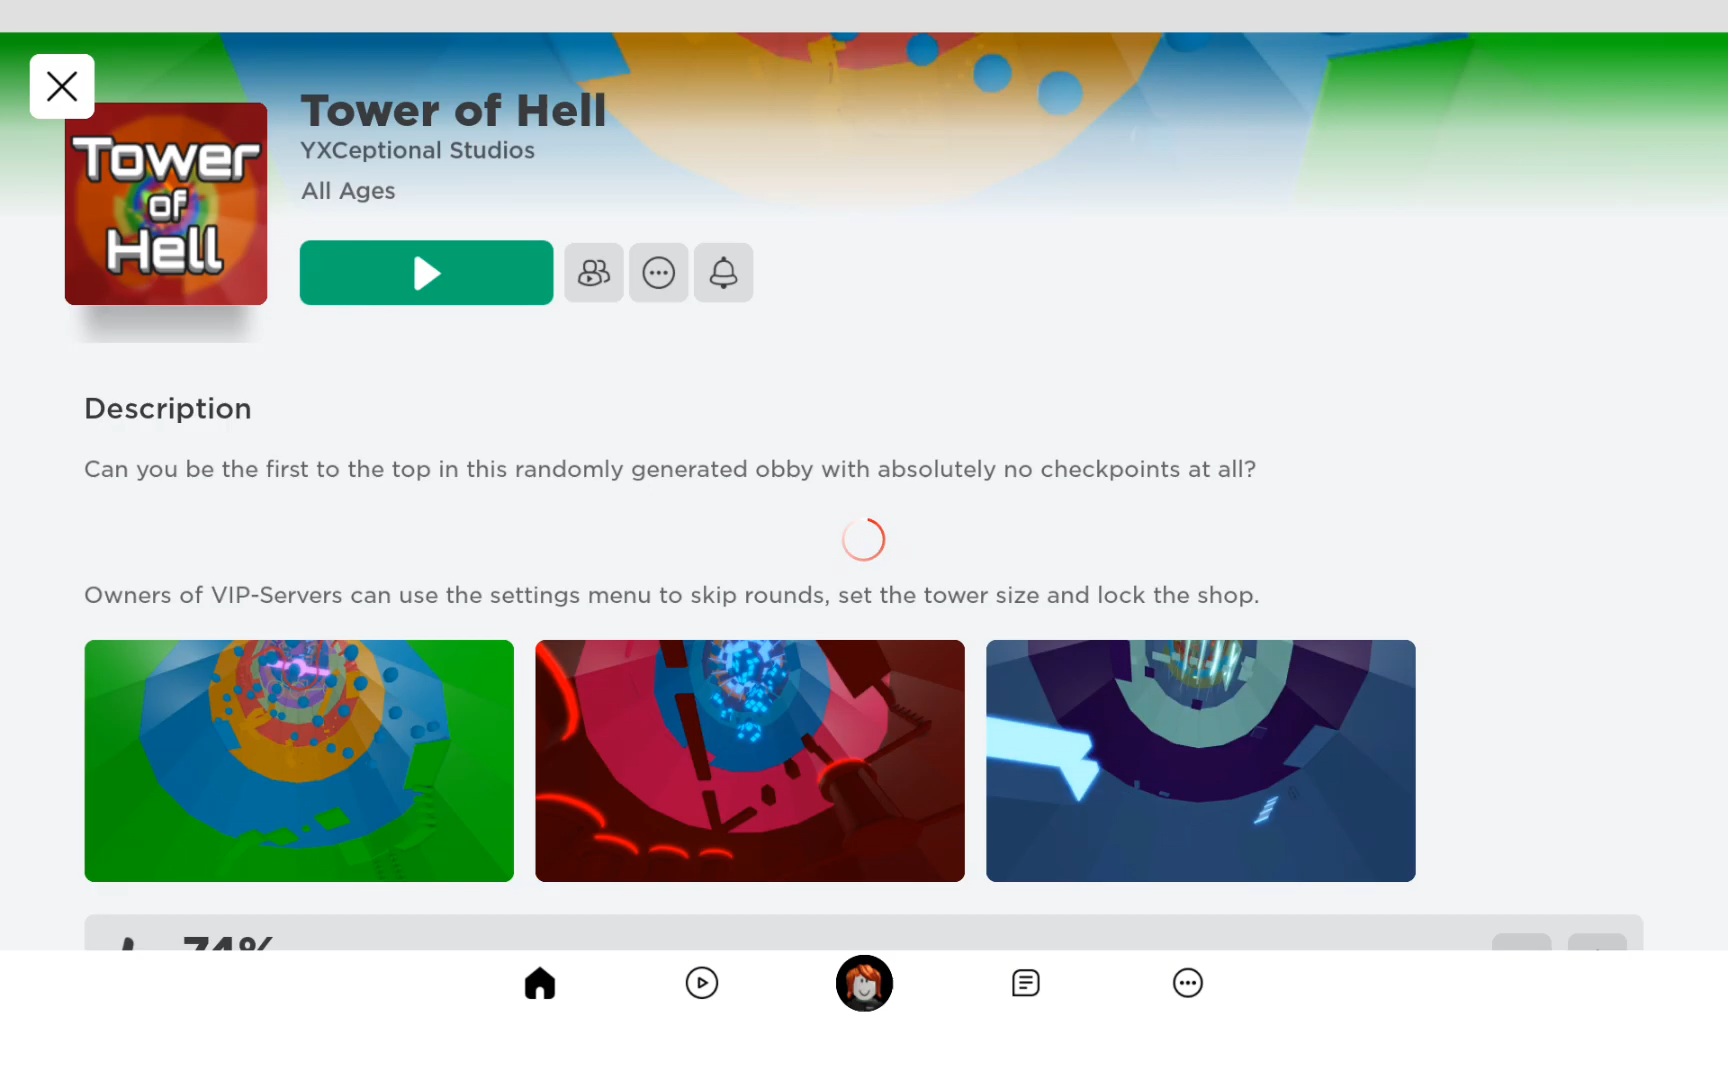 Tower of Hell
YXCeptional Studios
All Ages
Tower
of
Hell
Description
Can you be the first to the top in this randomly generated obby with absolutely no checkpoints at all?
Owners of VIP-Servers can use the settings menu to skip rounds, set the tower size and lock the shop.
74%